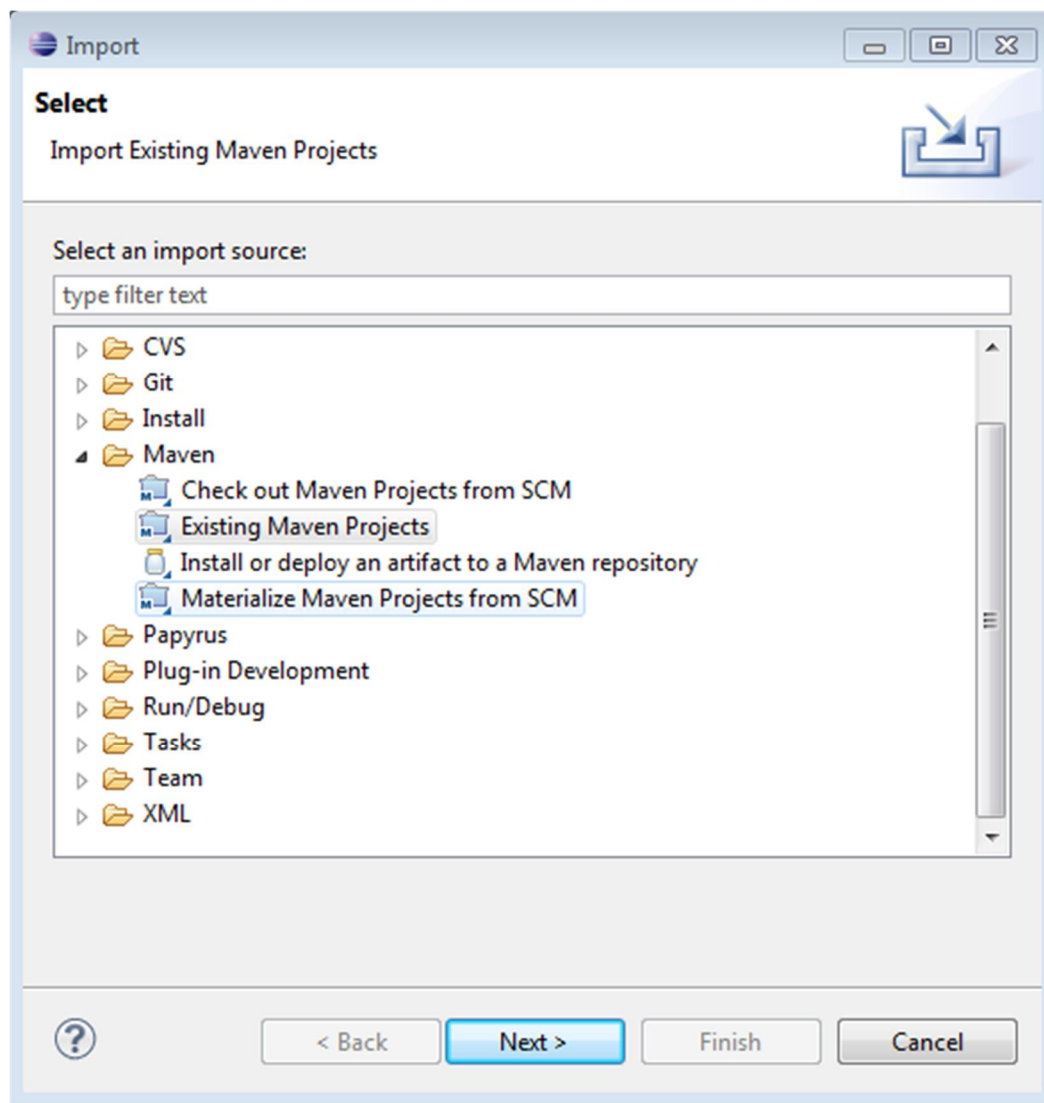 Import
Select
Import Existing Maven Projects
Select an import source:
type filter text
CVS
Git
Install
Maven
Check out Maven Projects from SCM
Existing Maven Projects
Install or deploy an artifact to a Maven repository
Materialize Maven Projects from SCM
Papyrus
Plug-in Development
Run/Debug
Tasks
Team
XML
? < Back Next > Finish Cancel